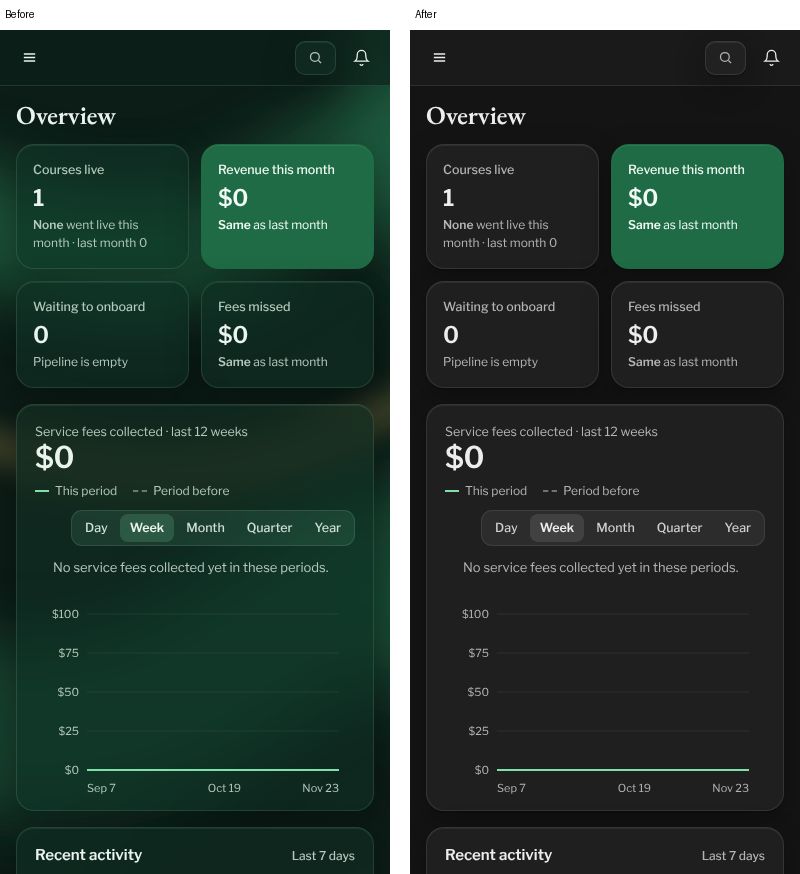 Before
Overview
Courses live
1
None went live this
month · last month 0
Revenue this month
$0
Same as last month
Waiting to onboard
0
Pipeline is empty
Fees missed
$0
Same as last month
Service fees collected · last 12 weeks
$0
This period
Period before
Day Week Month Quarter Year
No service fees collected yet in these periods.
$100
$75
$50
$25
$0
Sep 7 Oct 19 Nov 23
Recent activity
Last 7 days
After
Overview
Courses live
1
None went live this
month · last month 0
Revenue this month
$0
Same as last month
Waiting to onboard
0
Pipeline is empty
Fees missed
$0
Same as last month
Service fees collected · last 12 weeks
$0
This period
Period before
Day Week Month Quarter Year
No service fees collected yet in these periods.
$100
$75
$50
$25
$0
Sep 7 Oct 19 Nov 23
Recent activity
Last 7 days